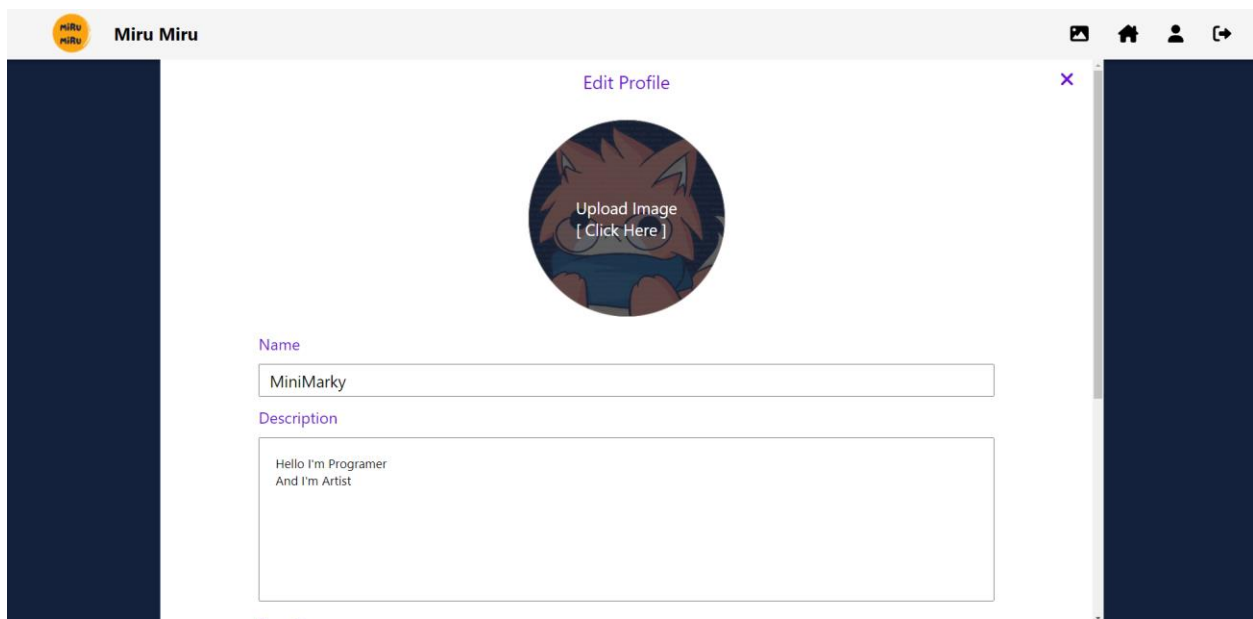 MiRU
MiRU
Miru Miru
Edit Profile
Upload Image
[ Click Here ]
Name
MiniMarky
Description
Hello I'm Programer
And I'm Artist